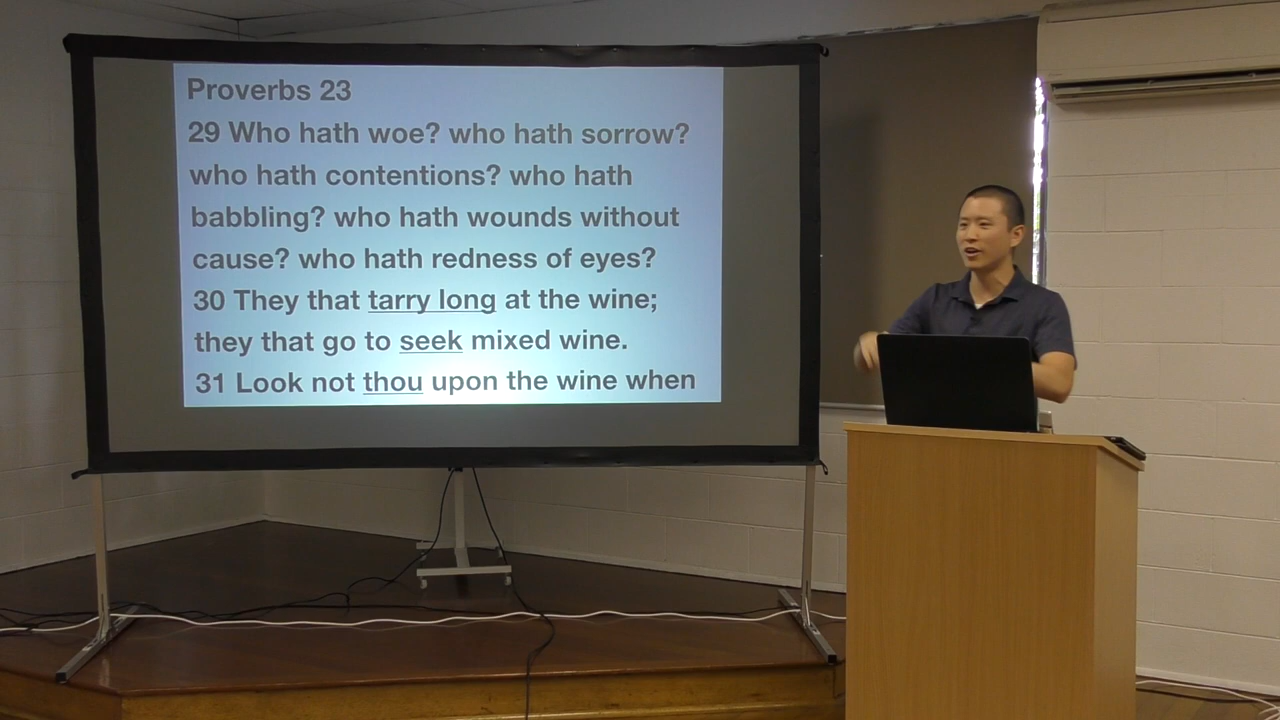 Proverbs 23
29 Who hath woe? who hath sorrow?
who hath contentions? who hath
babbling? who hath wounds without
cause? who hath redness of eyes?
30 They that tarry long at the wine;
they that go to seek mixed wine.
31 Look not thou upon the wine when